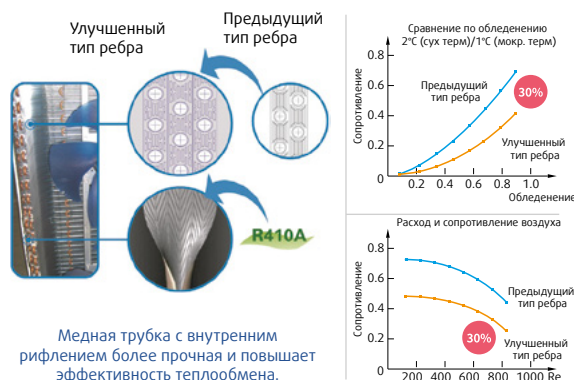 Улучшенный
тип ребра
Предыдущий
тип ребра
R410A
Медная трубка с внутренним
рифлением более прочная и повышает
эффективность теплообмена.
Сравнение по обледенению
2°C (сух терм)/1°C (мокр. терм)
Сопротивление
0.8
0.6
0.4
0.2
0
Предыдущий
тип ребра
30%
Улучшенный
тип ребра
0.2 0.4 0.6 0.8 1.0
Обледенение
Расход и сопротивление воздуха
Сопротивление
0.8
0.6
0.4
0.2
0
Предыдущий
тип ребра
30%
Улучшенный
тип ребра
200 400 600 800 1000 Re